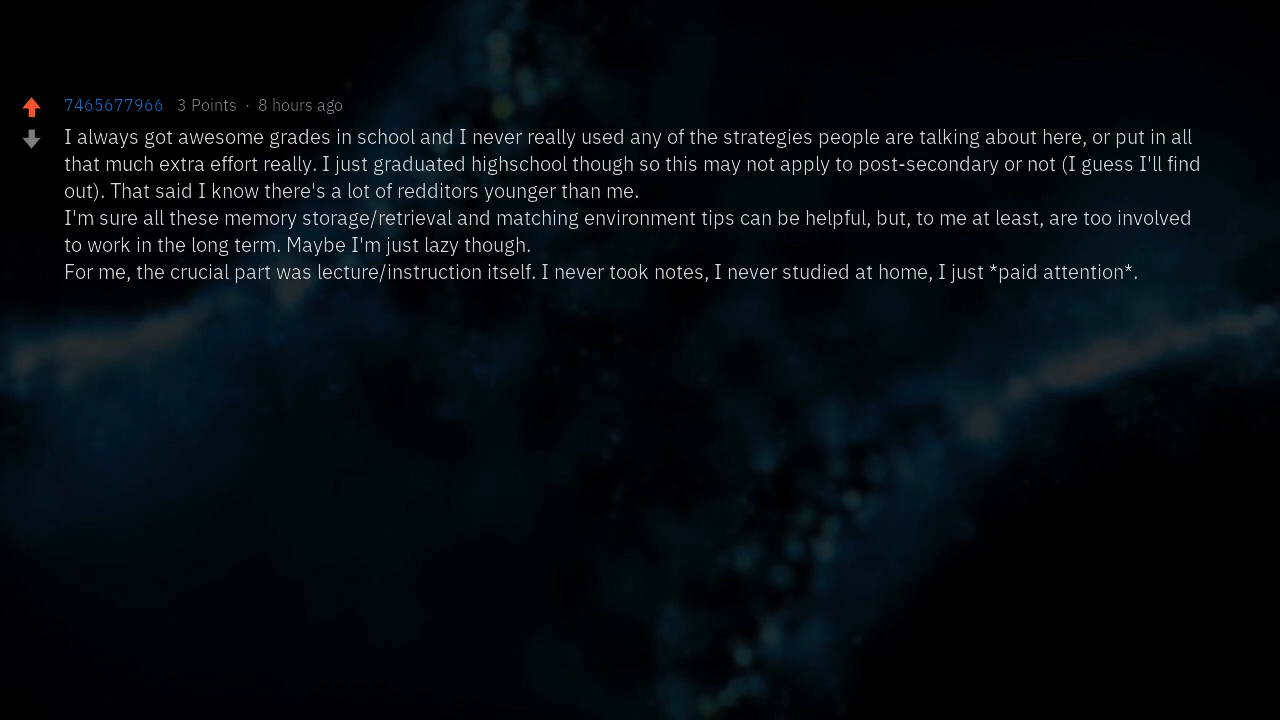 7465677966 3 Points · 8 hours ago
I always got awesome grades in school and I never really used any of the strategies people are talking about here, or put in all
that much extra effort really. I just graduated highschool though so this may not apply to post-secondary or not (I guess I'll find
out). That said I know there's a lot of redditors younger than me.
I'm sure all these memory storage/retrieval and matching environment tips can be helpful, but, to me at least, are too involved
to work in the long term. Maybe I'm just lazy though.
For me, the crucial part was lecture/instruction itself. I never took notes, I never studied at home, I just *paid attention*.